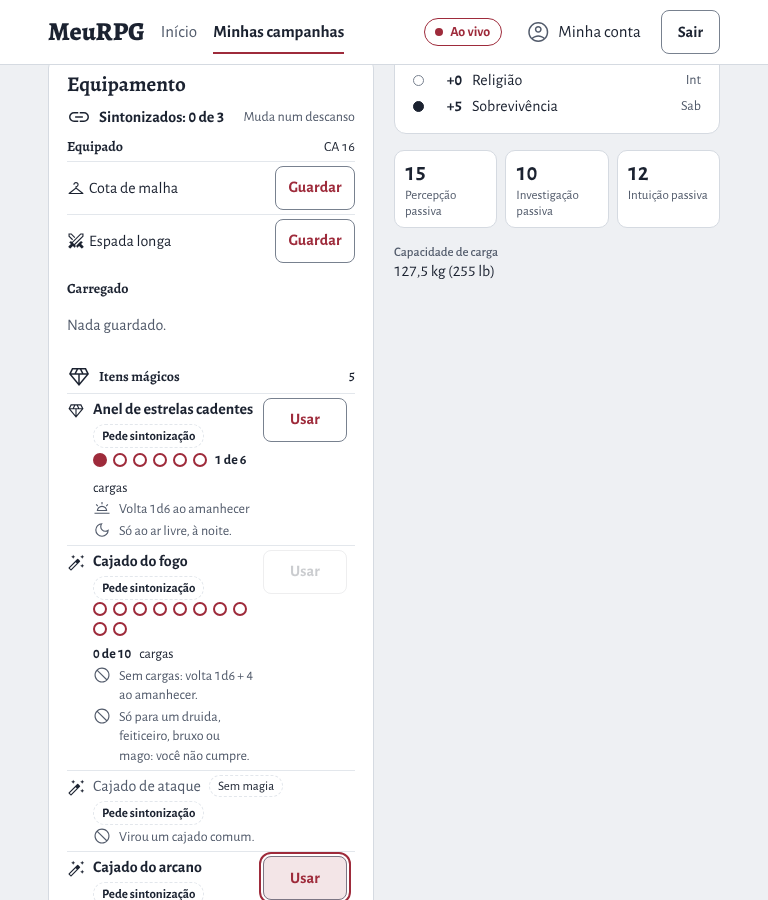 MeuRPG
Início
Minhas campanhas
Ao vivo
Minha conta
Sair
Equipamento
Sintonizados: 0 de 3
Muda num descanso
Equipado
CA 16
Cota de malha
Guardar
Espada longa
Guardar
Carregado
Nada guardado.
Itens mágicos
5
Anel de estrelas cadentes
Usar
Pede sintonização
1 de 6
cargas
Volta 1d6 ao amanhecer
Só ao ar livre, à noite.
Cajado do fogo
Usar
Pede sintonização
0 de 10 cargas
Sem cargas: volta 1d6 + 4
ao amanhecer.
Só para um druida,
feiticeiro, bruxo ou
mago: você não cumpre.
Cajado de ataque
Sem magia
Pede sintonização
Virou um cajado comum.
Cajado do arcano
Usar
Pede sintonização
+0 Religião
Int
+5 Sobrevivência
Sab
15
Percepção
passiva
10
Investigação
passiva
12
Intuição passiva
Capacidade de carga
127,5 kg (255 lb)